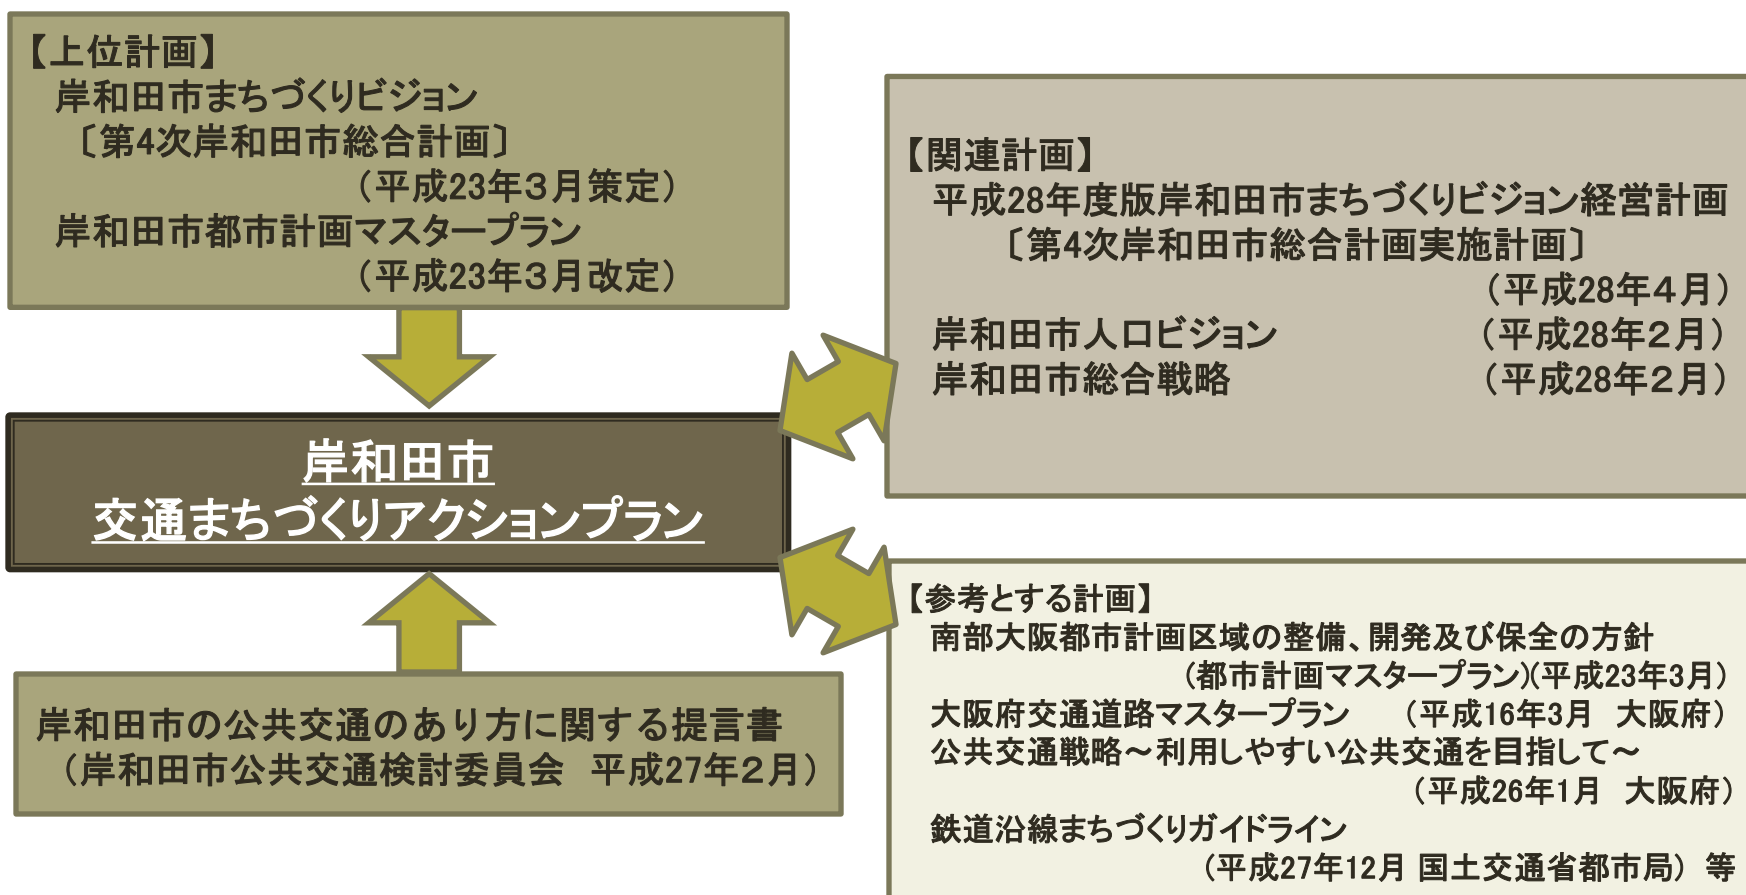 【上位計画】
岸和田市まちづくりビジョン
〔第4次岸和田市総合計画〕
（平成23年３月策定）
岸和田市都市計画マスタープラン
（平成23年３月改定）
【関連計画】
平成28年度版岸和田市まちづくりビジョン経営計画
〔第4次岸和田市総合計画実施計画〕
（平成28年４月）
岸和田市人口ビジョン　（平成28年２月）
岸和田市総合戦略　（平成28年２月）
岸和田市
交通まちづくりアクションプラン
岸和田市の公共交通のあり方に関する提言書
（岸和田市公共交通検討委員会　平成27年２月）
【参考とする計画】
南部大阪都市計画区域の整備、開発及び保全の方針
(都市計画マスタープラン)(平成23年3月)
大阪府交通道路マスタープラン　（平成16年3月　大阪府）
公共交通戦略～利用しやすい公共交通を目指して～
（平成26年1月　大阪府）
鉄道沿線まちづくりガイドライン
（平成27年12月 国土交通省都市局）等